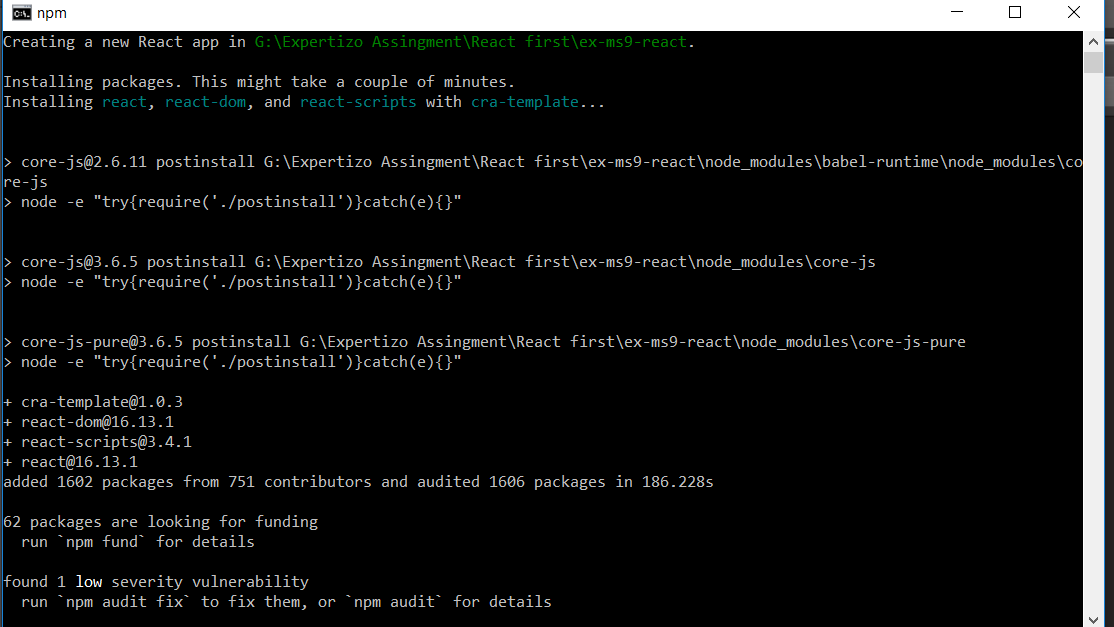 npm
Creating a new React app in G:\Expertizo Assingment\React first\ex-ms9-react.
Installing packages. This might take a couple of minutes.
Installing react, react-dom, and react-scripts with cra-template...
> core-js@2.6.11 postinstall G:\Expertizo Assingment\React first\ex-ms9-react\node_modules\babel-runtime\node_modules\co
re-js
> node -e "try{require('./postinstall')}catch(e){}"
> core-js@3.6.5 postinstall G:\Expertizo Assingment\React first\ex-ms9-react\node_modules\core-js
> node -e "try{require('./postinstall')}catch(e){}"
> core-js-pure@3.6.5 postinstall G:\Expertizo Assingment\React first\ex-ms9-react\node_modules\core-js-pure
> node -e "try{require('./postinstall')}catch(e){}"
+ cra-template@1.0.3
+ react-dom@16.13.1
+ react-scripts@3.4.1
+ react@16.13.1
added 1602 packages from 751 contributors and audited 1606 packages in 186.228s
62 packages are looking for funding
run `npm fund` for details
found 1 low severity vulnerability
run `npm audit fix` to fix them, or `npm audit` for details